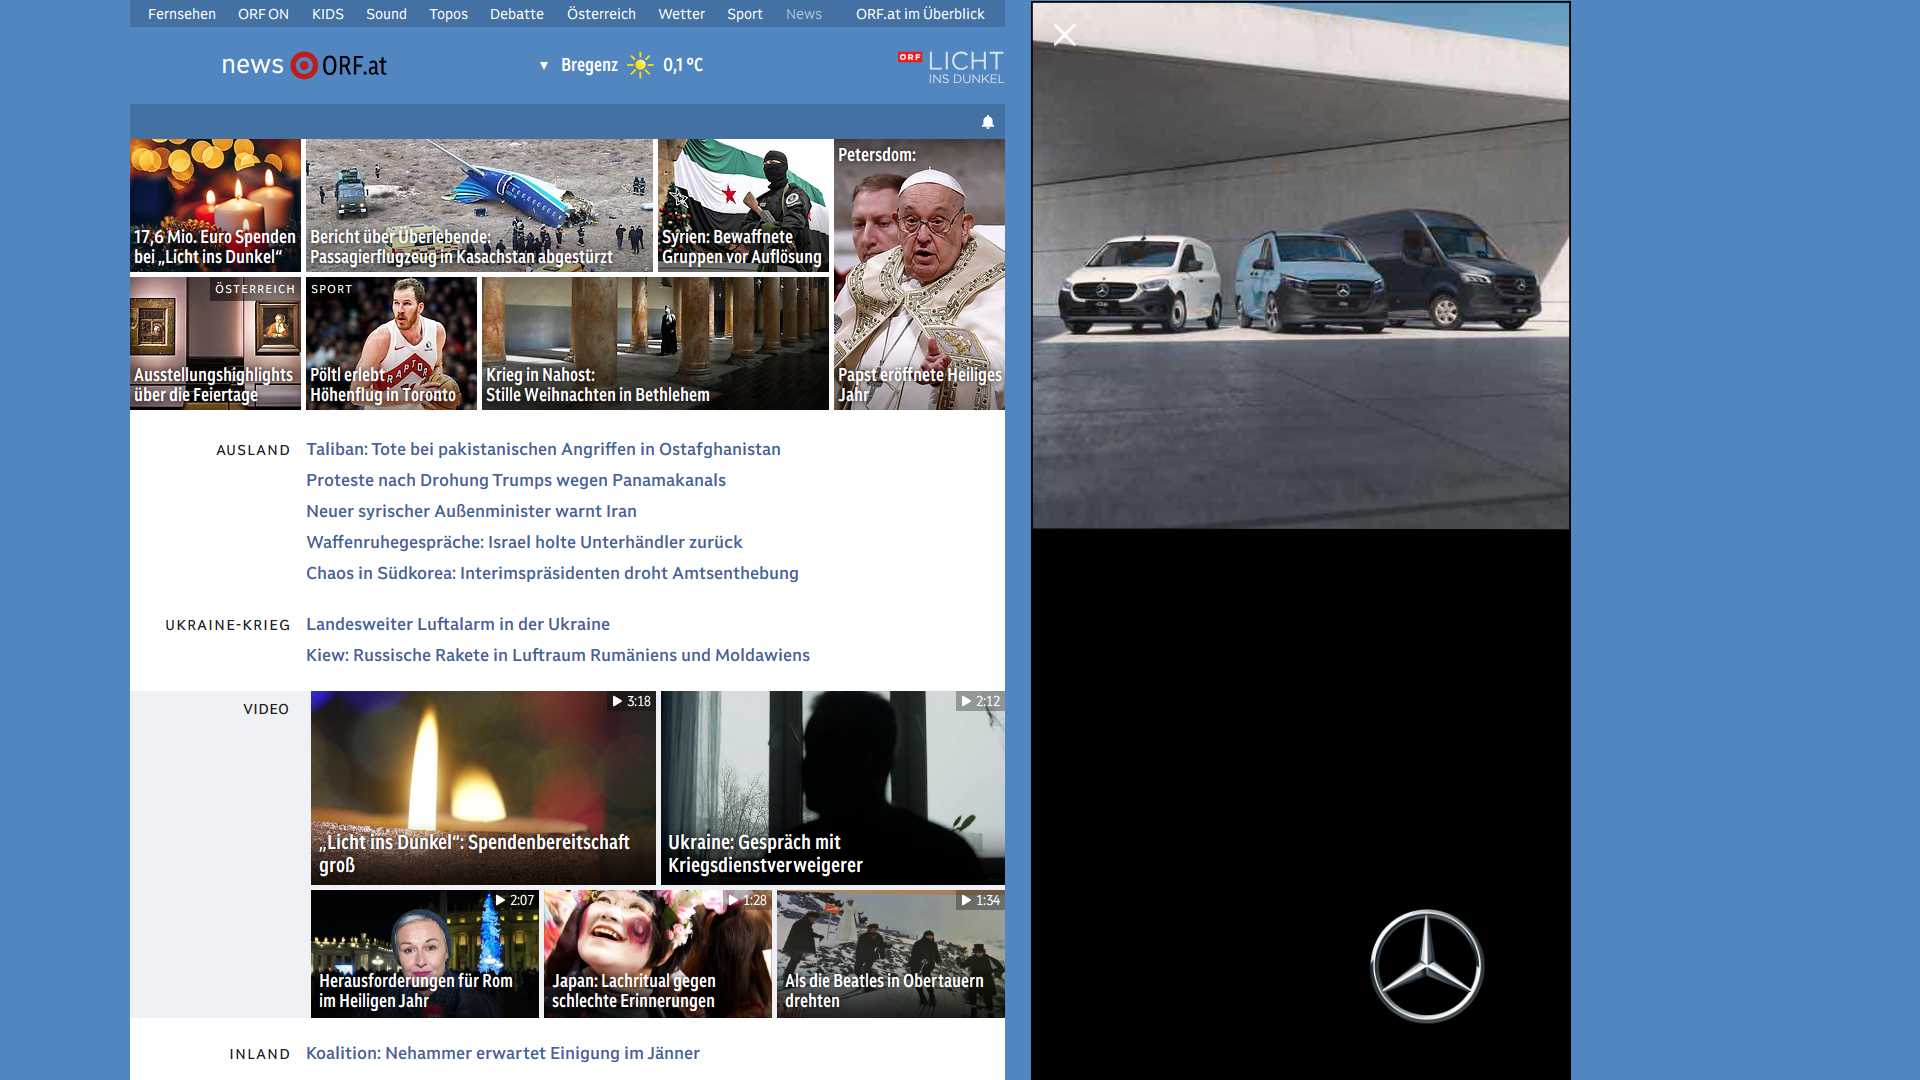 Fernsehen ORF ON KIDS Sound Topos Debatte Österreich Wetter Sport News ORF.at im Überblick
news ORF.at
▼ Bregenz 0,1 °C
ORF LICHT
INS DUNKEL
17,6 Mio. Euro Spenden
bei „Licht ins Dunkel“
Bericht über Überlebende:
Passagierflugzeug in Kasachstan abgestürzt
Syrien: Bewaffnete
Gruppen vor Auflösung
Petersdom:
Papst eröffnete Heiliges
Jahr
ÖSTERREICH
Ausstellungshighlights
über die Feiertage
SPORT
RAPTOR
Pöltl erlebt
Höhenflug in Toronto
Krieg in Nahost:
Stille Weihnachten in Bethlehem
AUSLAND
Taliban: Tote bei pakistanischen Angriffen in Ostafghanistan
Proteste nach Drohung Trumps wegen Panamakanals
Neuer syrischer Außenminister warnt Iran
Waffenruhegespräche: Israel holte Unterhändler zurück
Chaos in Südkorea: Interimspräsidenten droht Amtsenthebung
UKRAINE-KRIEG
Landesweiter Luftalarm in der Ukraine
Kiew: Russische Rakete in Luftraum Rumäniens und Moldawiens
VIDEO
3:18
„Licht ins Dunkel“: Spendenbereitschaft
groß
2:12
Ukraine: Gespräch mit
Kriegsdienstverweigerer
2:07
Herausforderungen für Rom
im Heiligen Jahr
1:28
Japan: Lachritual gegen
schlechte Erinnerungen
1:34
Als die Beatles in Obertauern
drehten
INLAND
Koalition: Nehammer erwartet Einigung im Jänner